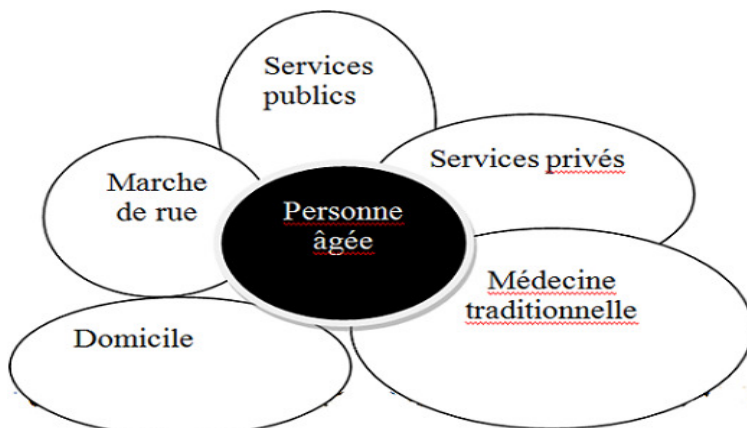 Services
publics
Services privés
Marche
de rue
Personne
âgée
Médecine
traditionnelle
Domicile